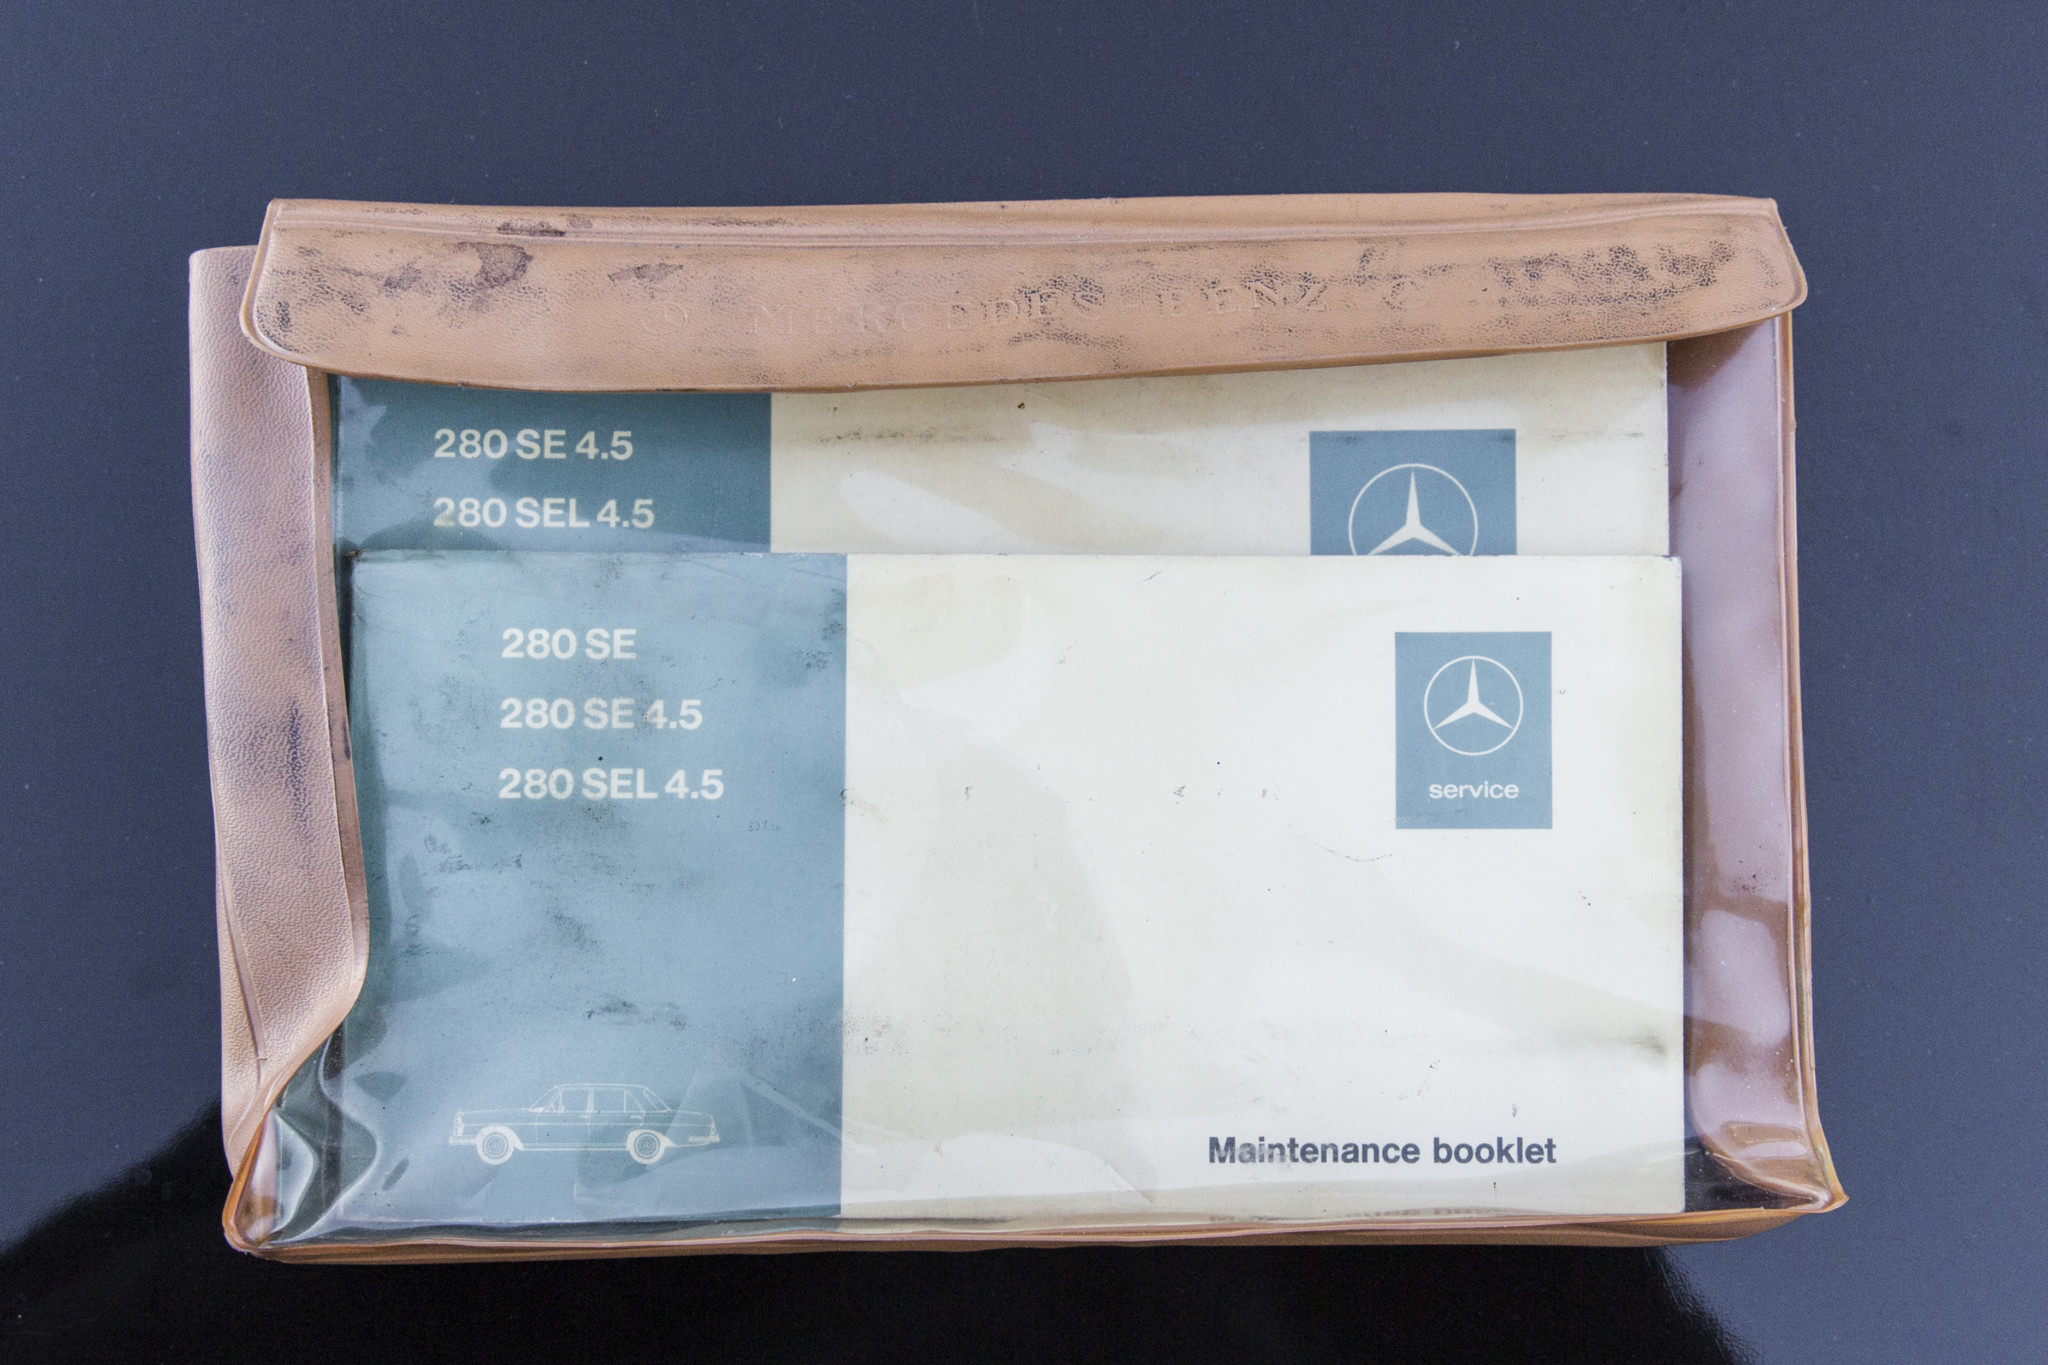 MERCEDES-BENZ
280 SE 4.5
280 SEL 4.5
280 SE
280 SE 4.5
280 SEL 4.5
service
Maintenance booklet